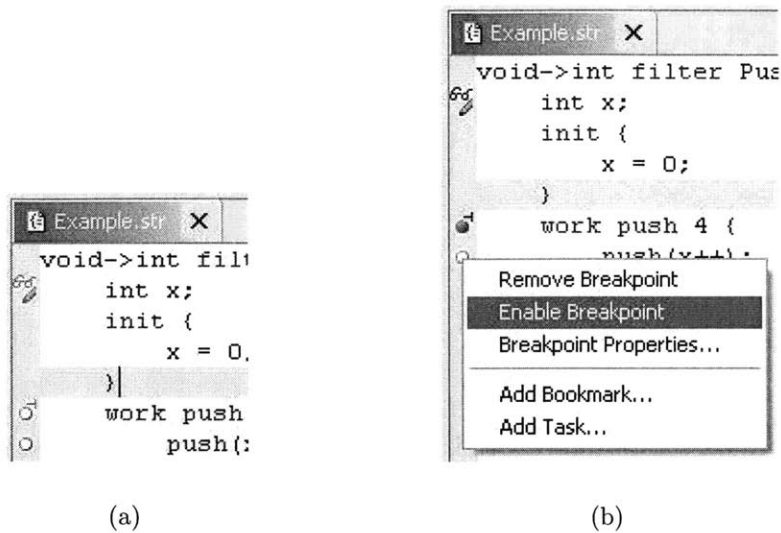 Example.str
void->int filt
int x;
init {
x = 0.
}
work push
push(
(a)
Example.str
void->int filter Pus
int x;
init {
x = 0;
}
work push 4 {
push(x++);
Remove Breakpoint
Enable Breakpoint
Breakpoint Properties...
Add Bookmark...
Add Task...
(b)